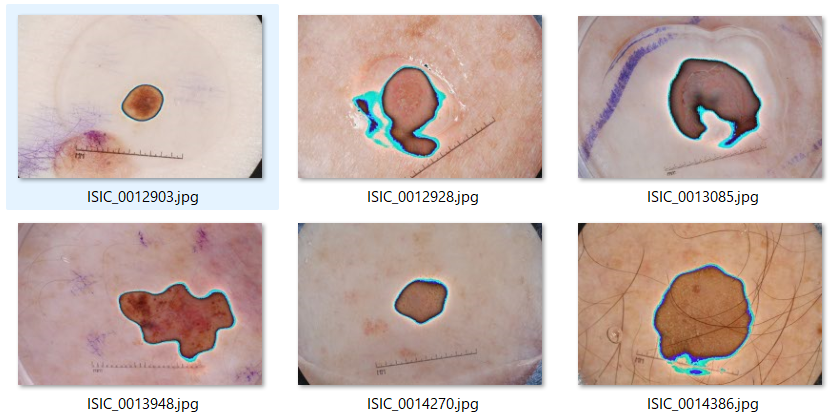 ISIC_0012903.jpg
ISIC_0012928.jpg
ISIC_0013085.jpg
ISIC_0013948.jpg
ISIC_0014270.jpg
ISIC_0014386.jpg